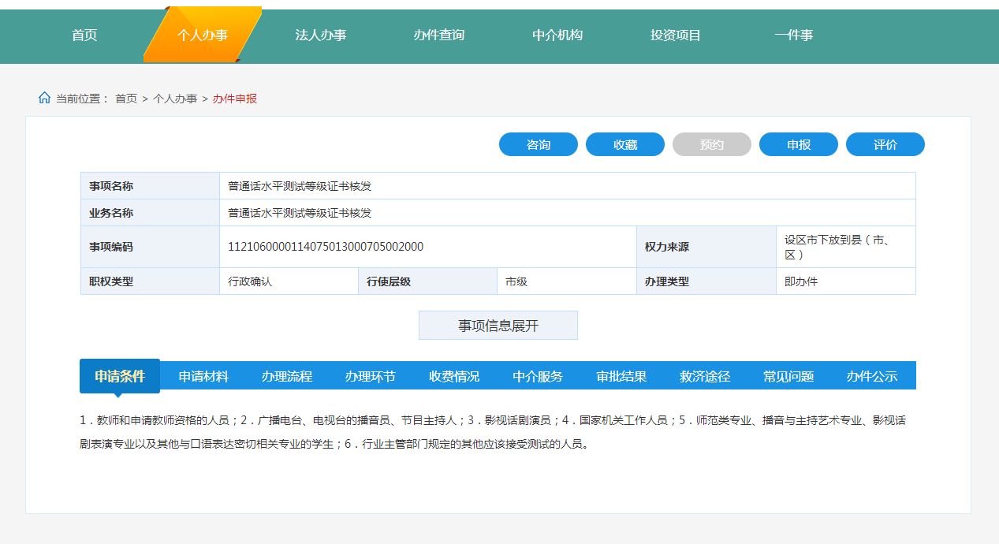 首页 个人办事 法人办事 办件查询 中介机构 投资项目 一件事
当前位置： 首页 > 个人办事 > 办件申报
咨询 收藏 预约 申报 评价
事项名称 普通话水平测试等级证书核发
业务名称 普通话水平测试等级证书核发
事项编码 11210600001140750130007050​02000 权力来源 设区市下放到县（市、
区）
职权类型 行政确认 行使层级 市级 办理类型 即办件
事项信息展开
申请条件 申请材料 办理流程 办理环节 收费情况 中介服务 审批结果 救济途径 常见问题 办件公示
1．教师和申请教师资格的人员；2．广播电台、电视台的播音员、节目主持人；3．影视话剧演员；4．国家机关工作人员；5．师范类专业、播音与主持艺术专业、影视话
剧表演专业以及其他与口语表达密切相关专业的学生；6．行业主管部门规定的其他应该接受测试的人员。